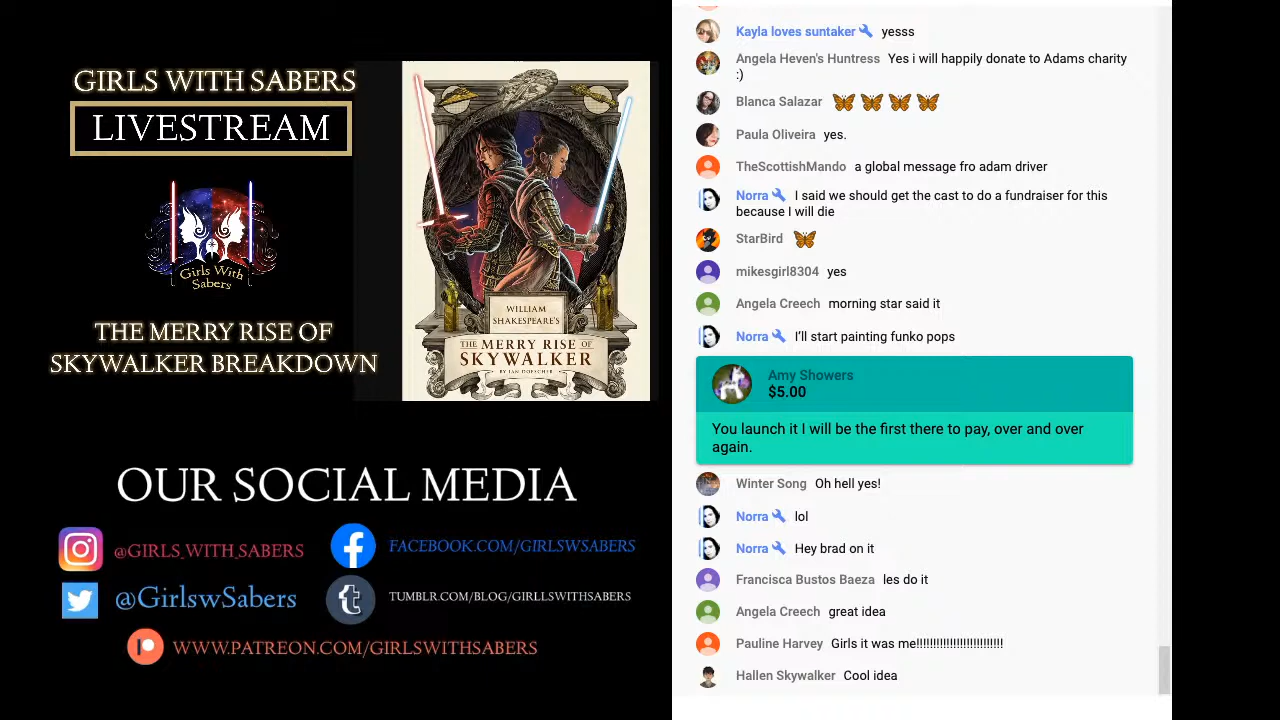 GIRLS WITH SABERS
LIVESTREAM
Girls With
Sabers
THE MERRY RISE OF
SKYWALKER BREAKDOWN
WILLIAM
SHAKESPEARE'S
THE MERRY RISE OF
SKYWALKER
BY IAN DOESCHER
OUR SOCIAL MEDIA
@GIRLS_WITH_SABERS
FACEBOOK.COM/GIRLSWSABERS
@GirlswSabers
TUMBLR.COM/BLOG/GIRLLSWITHSABERS
WWW.PATREON.COM/GIRLSWITHSABERS
Kayla loves suntaker yesss
Angela Heven's Huntress Yes i will happily donate to Adams charity
:)
Blanca Salazar
Paula Oliveira yes.
TheScottishMando a global message fro adam driver
Norra I said we should get the cast to do a fundraiser for this
because I will die
StarBird
mikesgirl8304 yes
Angela Creech morning star said it
Norra I'll start painting funko pops
Amy Showers
$5.00
You launch it I will be the first there to pay, over and over
again.
Winter Song Oh hell yes!
Norra lol
Norra Hey brad on it
Francisca Bustos Baeza les do it
Angela Creech great idea
Pauline Harvey Girls it was me!!!!!!!!!!!!!!!!!!!!!!!!!!
Hallen Skywalker Cool idea